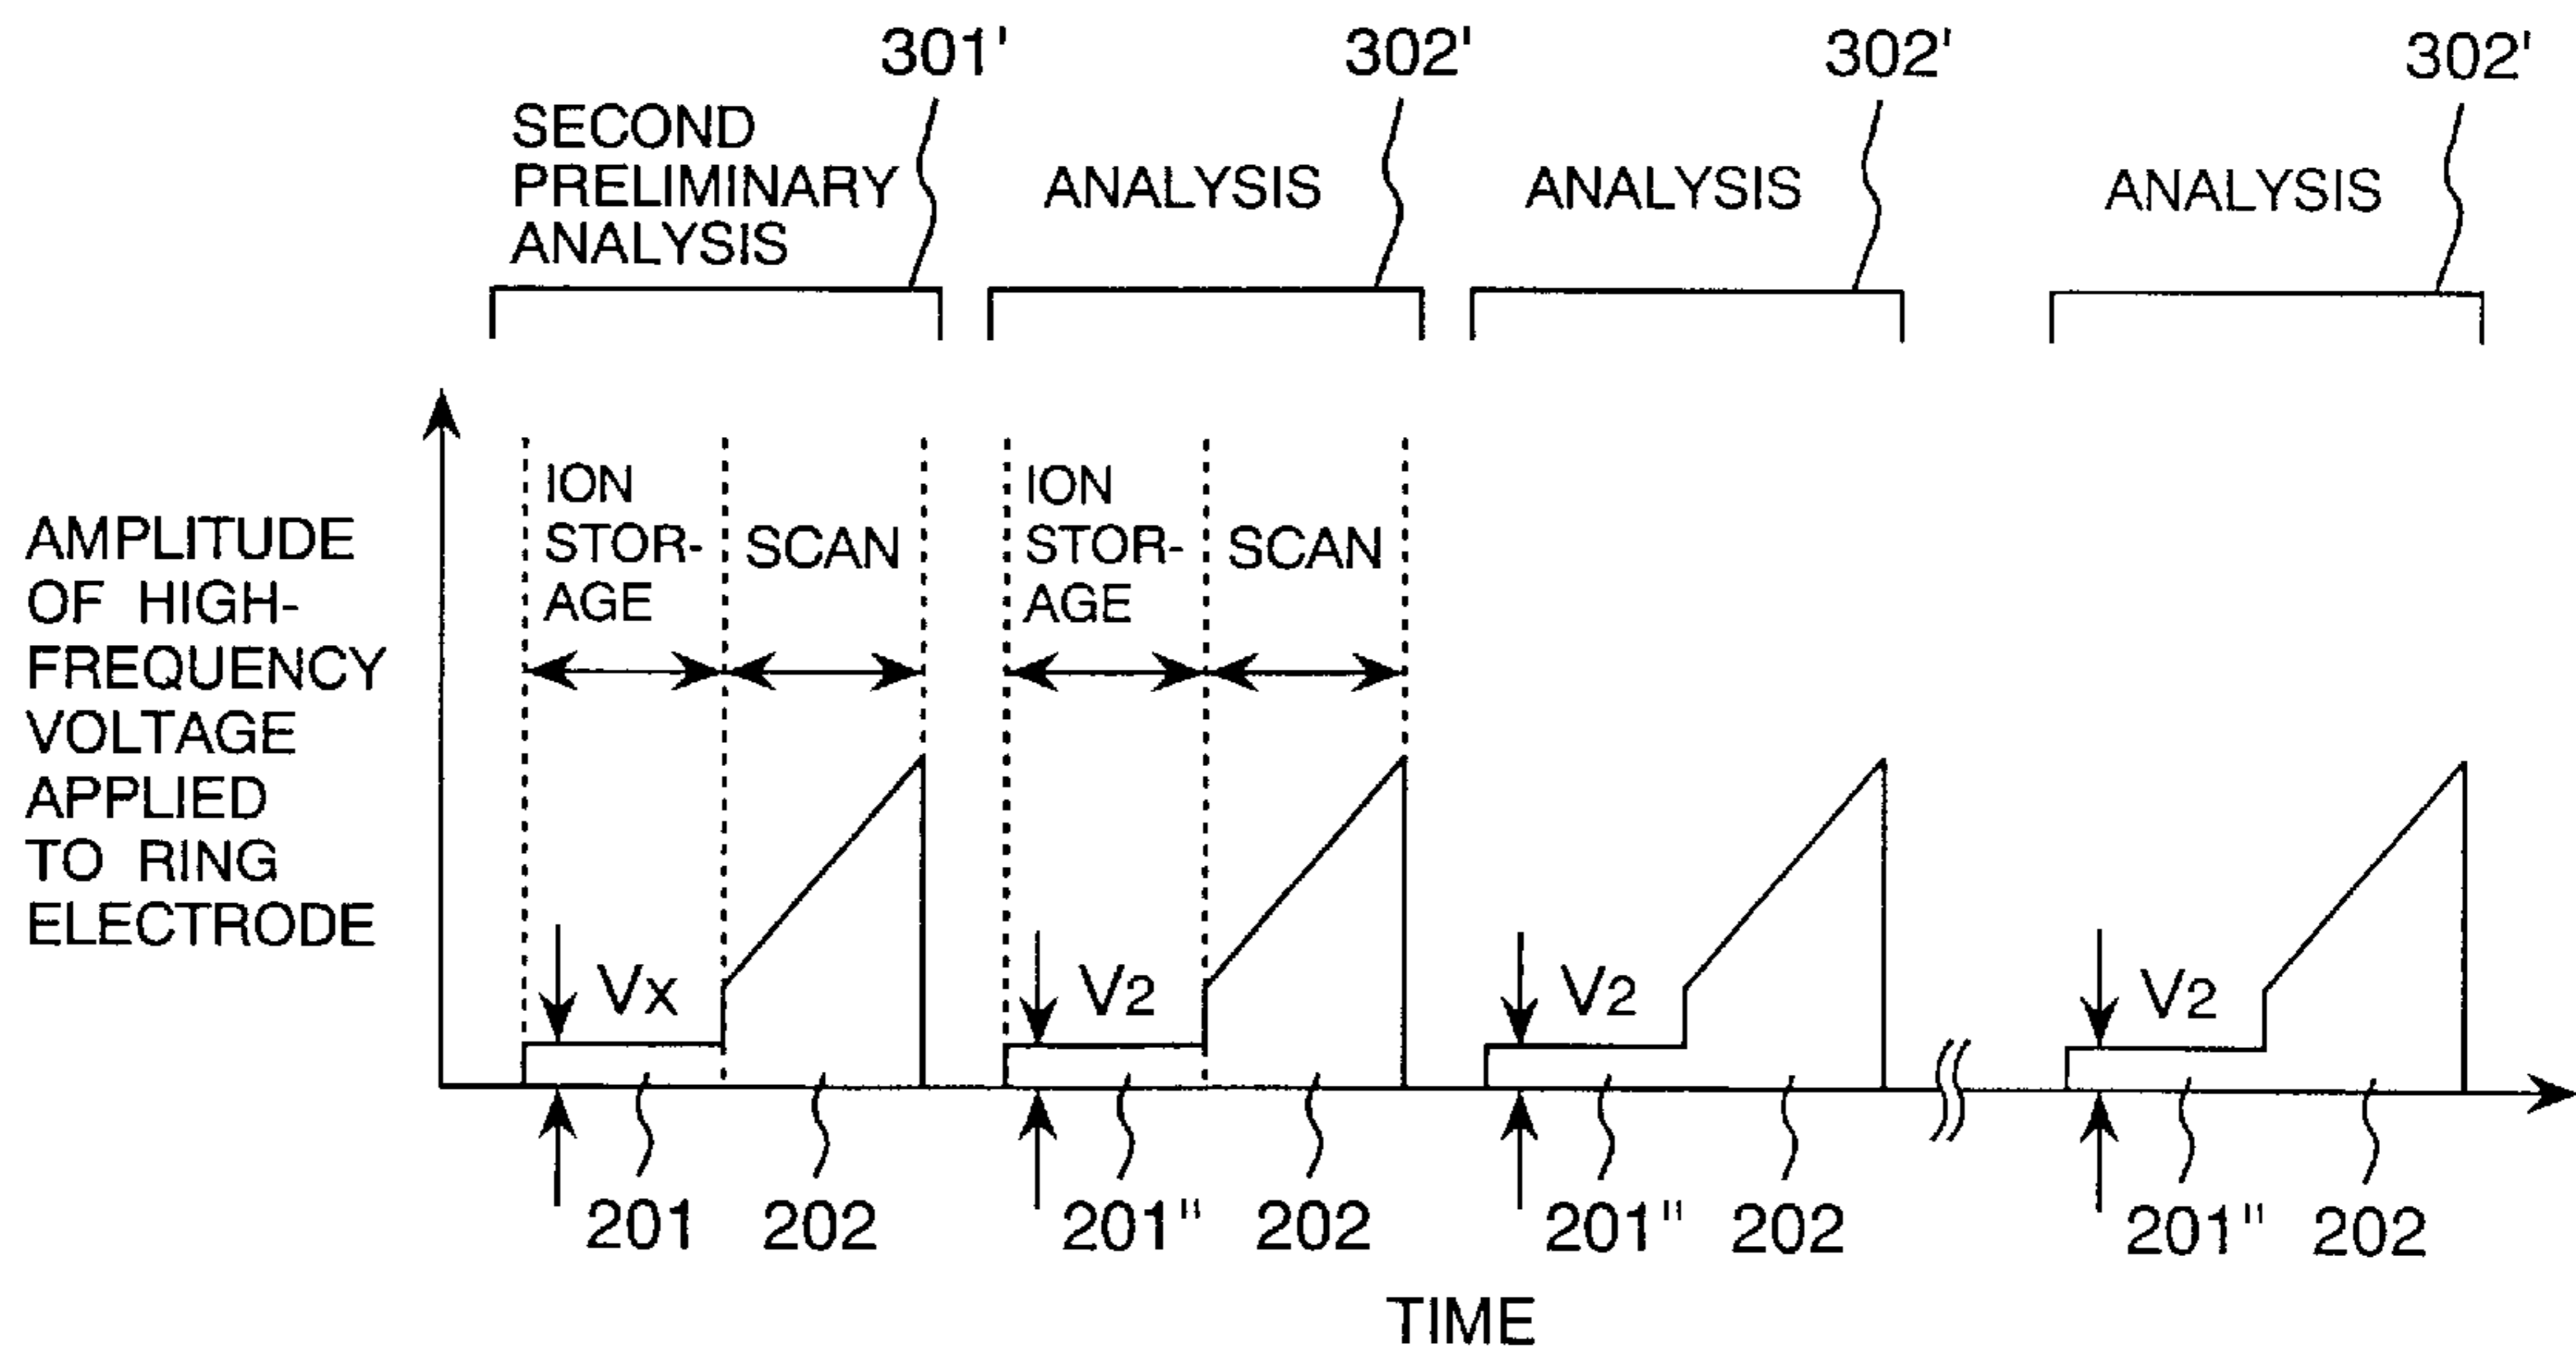 301'
302'
302'
302'
SECOND
PRELIMINARY
ANALYSIS
ANALYSIS
ANALYSIS
ANALYSIS
AMPLITUDE
OF HIGH-
FREQUENCY
VOLTAGE
APPLIED
TO RING
ELECTRODE
ION
STOR-
AGE
SCAN
ION
STOR-
AGE
SCAN
Vx
V2
V2
V2
201
202
201"
202
201"
202
201"
202
TIME